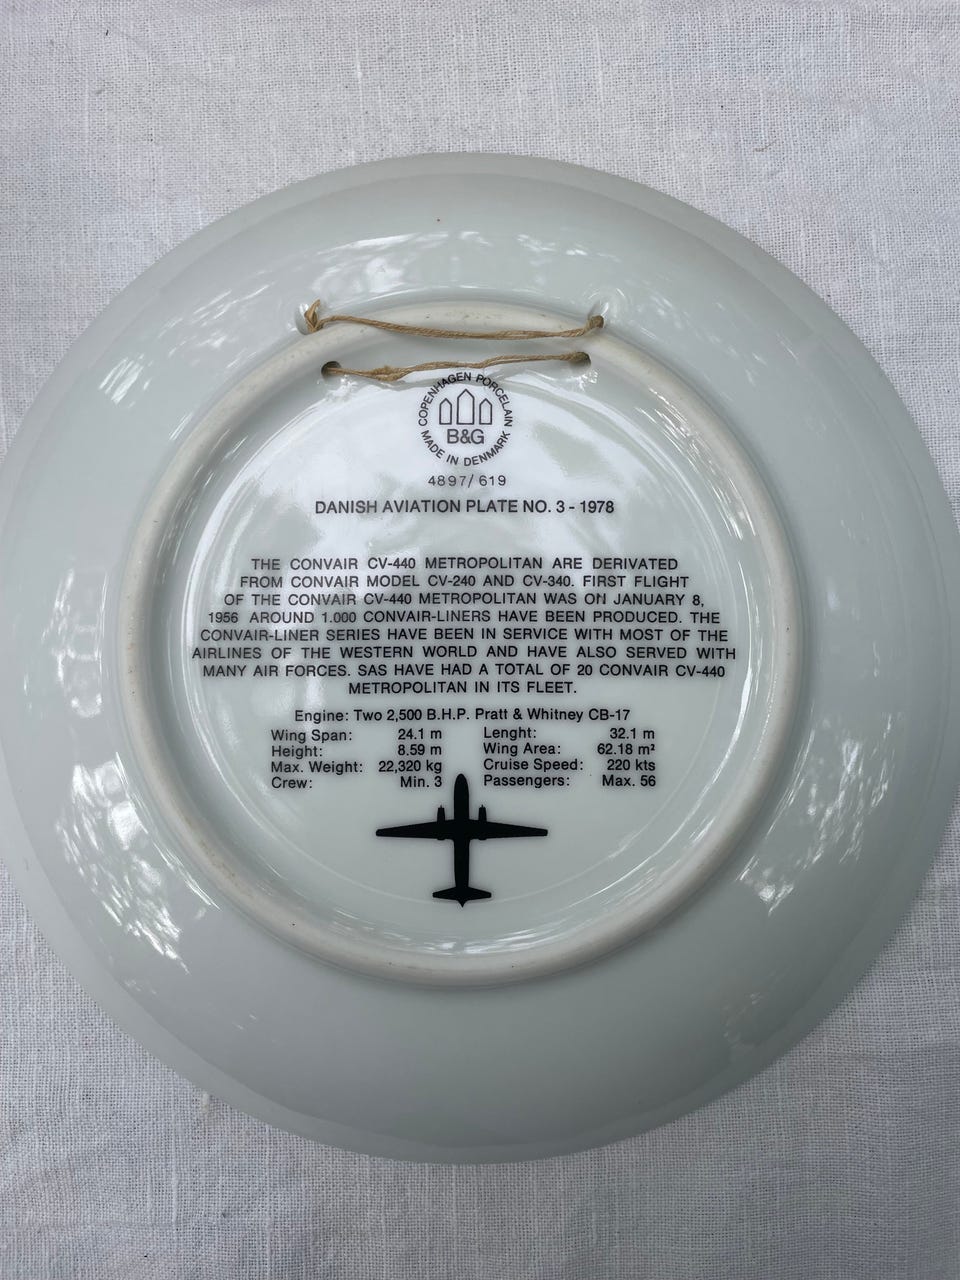 COPENHAGEN PORCELAIN
B&G
MADE IN DENMARK
4897/619
DANISH AVIATION PLATE NO. 3 - 1978
THE CONVAIR CV-440 METROPOLITAN ARE DERIVATED
FROM CONVAIR MODEL CV-240 AND CV-340. FIRST FLIGHT
OF THE CONVAIR CV-440 METROPOLITAN WAS ON JANUARY 8,
1956 AROUND 1.000 CONVAIR-LINERS HAVE BEEN PRODUCED. THE
CONVAIR-LINER SERIES HAVE BEEN IN SERVICE WITH MOST OF THE
AIRLINES OF THE WESTERN WORLD AND HAVE ALSO SERVED WITH
MANY AIR FORCES. SAS HAVE HAD A TOTAL OF 20 CONVAIR CV-440
METROPOLITAN IN ITS FLEET.
Engine: Two 2,500 B.H.P. Pratt & Whitney CB-17
Wing Span: 24.1 m Lenght: 32.1 m
Height: 8.59 m Wing Area: 62.18 m²
Max. Weight: 22,320 kg Cruise Speed: 220 kts
Crew: Min. 3 Passengers: Max. 56